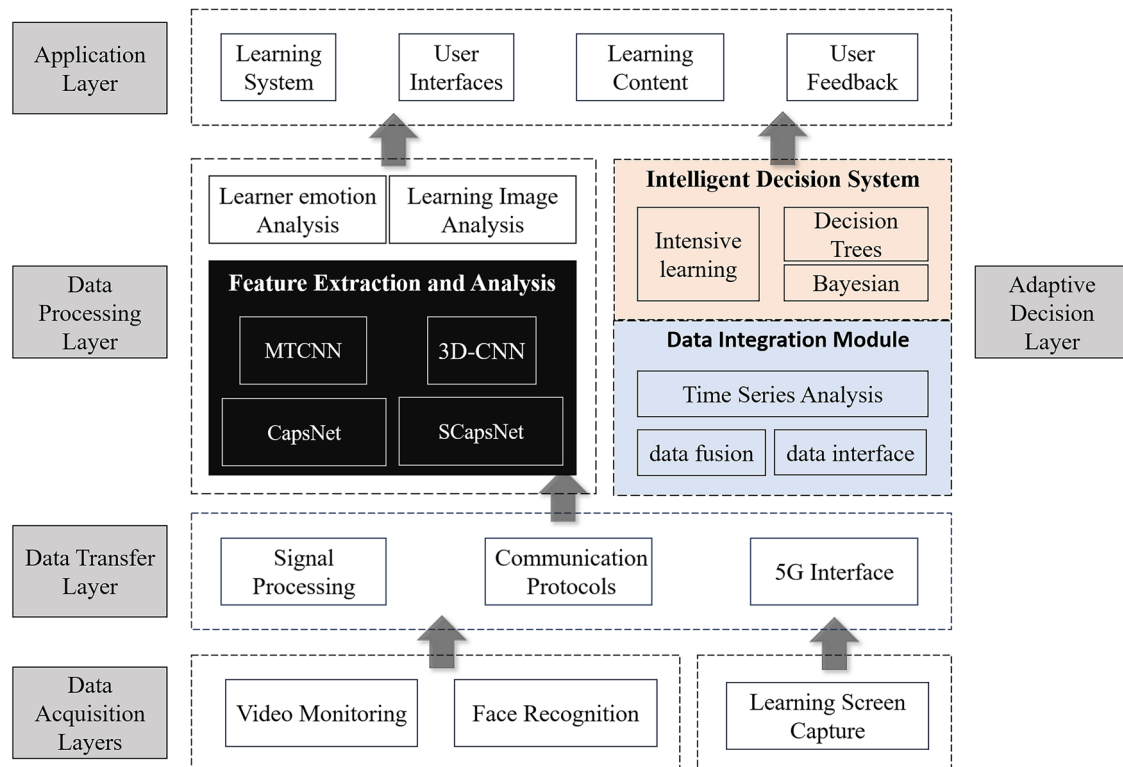 Application
Layer
Learning
System
User
Interfaces
Learning
Content
User
Feedback
Learner emotion
Analysis
Learning Image
Analysis
Feature Extraction and Analysis
MTCNN
3D-CNN
CapsNet
SCapsNet
Data
Processing
Layer
Intelligent Decision System
Intensive
learning
Decision
Trees
Bayesian
Data Integration Module
Time Series Analysis
data fusion
data interface
Adaptive
Decision
Layer
Data Transfer
Layer
Signal
Processing
Communication
Protocols
5G Interface
Data
Acquisition
Layers
Video Monitoring
Face Recognition
Learning Screen
Capture